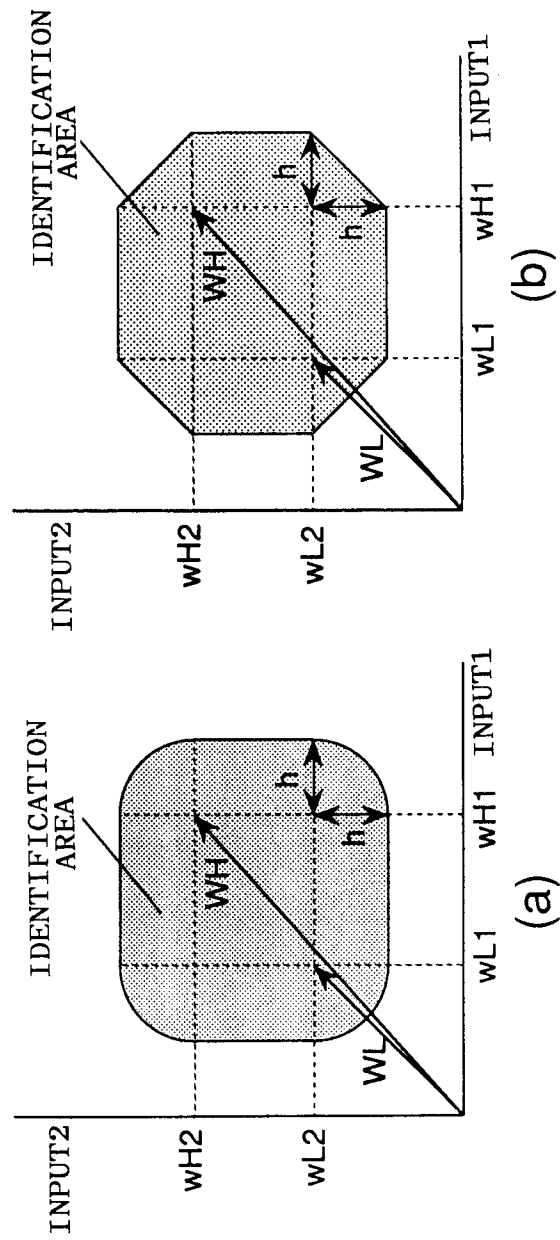 IDENTIFICATION
AREA
INPUT2
wH2
wL2
WH
WL
h
h
wL1
wH1
INPUT1
(a)
IDENTIFICATION
AREA
INPUT2
wH2
wL2
WH
WL
h
h
wL1
wH1
INPUT1
(b)